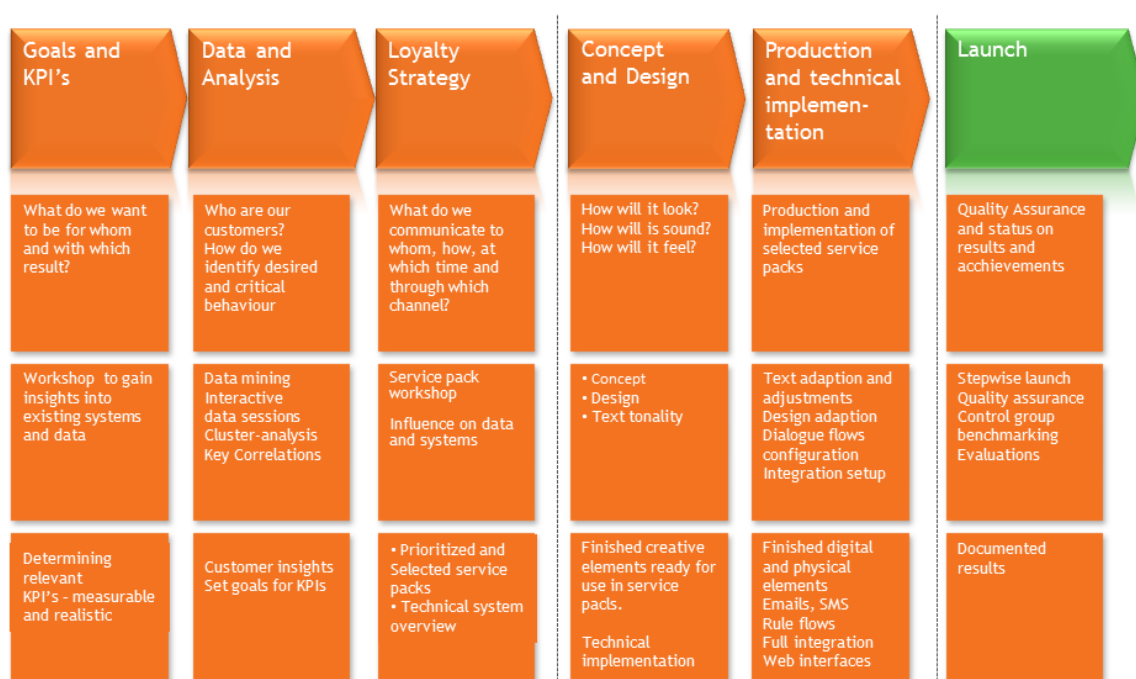 Goals and
KPI's
Data and
Analysis
Loyalty
Strategy
Concept
and Design
Production
and technical
implemen-
tation
Launch
What do we want
to be for whom
and with which
result?
Who are our
customers?
How do we
identify desired
and critical
behaviour
What do we
communicate to
whom, how, at
which time and
through which
channel?
How will it look?
How will is sound?
How will it feel?
Production and
implementation of
selected service
packs
Quality Assurance
and status on
results and
acchievements
Workshop to gain
insights into
existing systems
and data
Data mining
Interactive
data sessions
Cluster-analysis
Key Correlations
Service pack
workshop
Influence on data
and systems
• Concept
• Design
• Text tonality
Text adaption and
adjustments
Design adaption
Dialogue flows
configuration
Integration setup
Stepwise launch
Quality assurance
Control group
benchmarking
Evaluations
Determining
relevant
KPI's - measurable
and realistic
Customer insights
Set goals for KPIs
• Prioritized and
Selected service
packs
• Technical system
overview
Finished creative
elements ready for
use in service
pacls.
Technical
implementation
Finished digital
and physical
elements
Emails, SMS
Rule flows
Full integration
Web interfaces
Documented
results